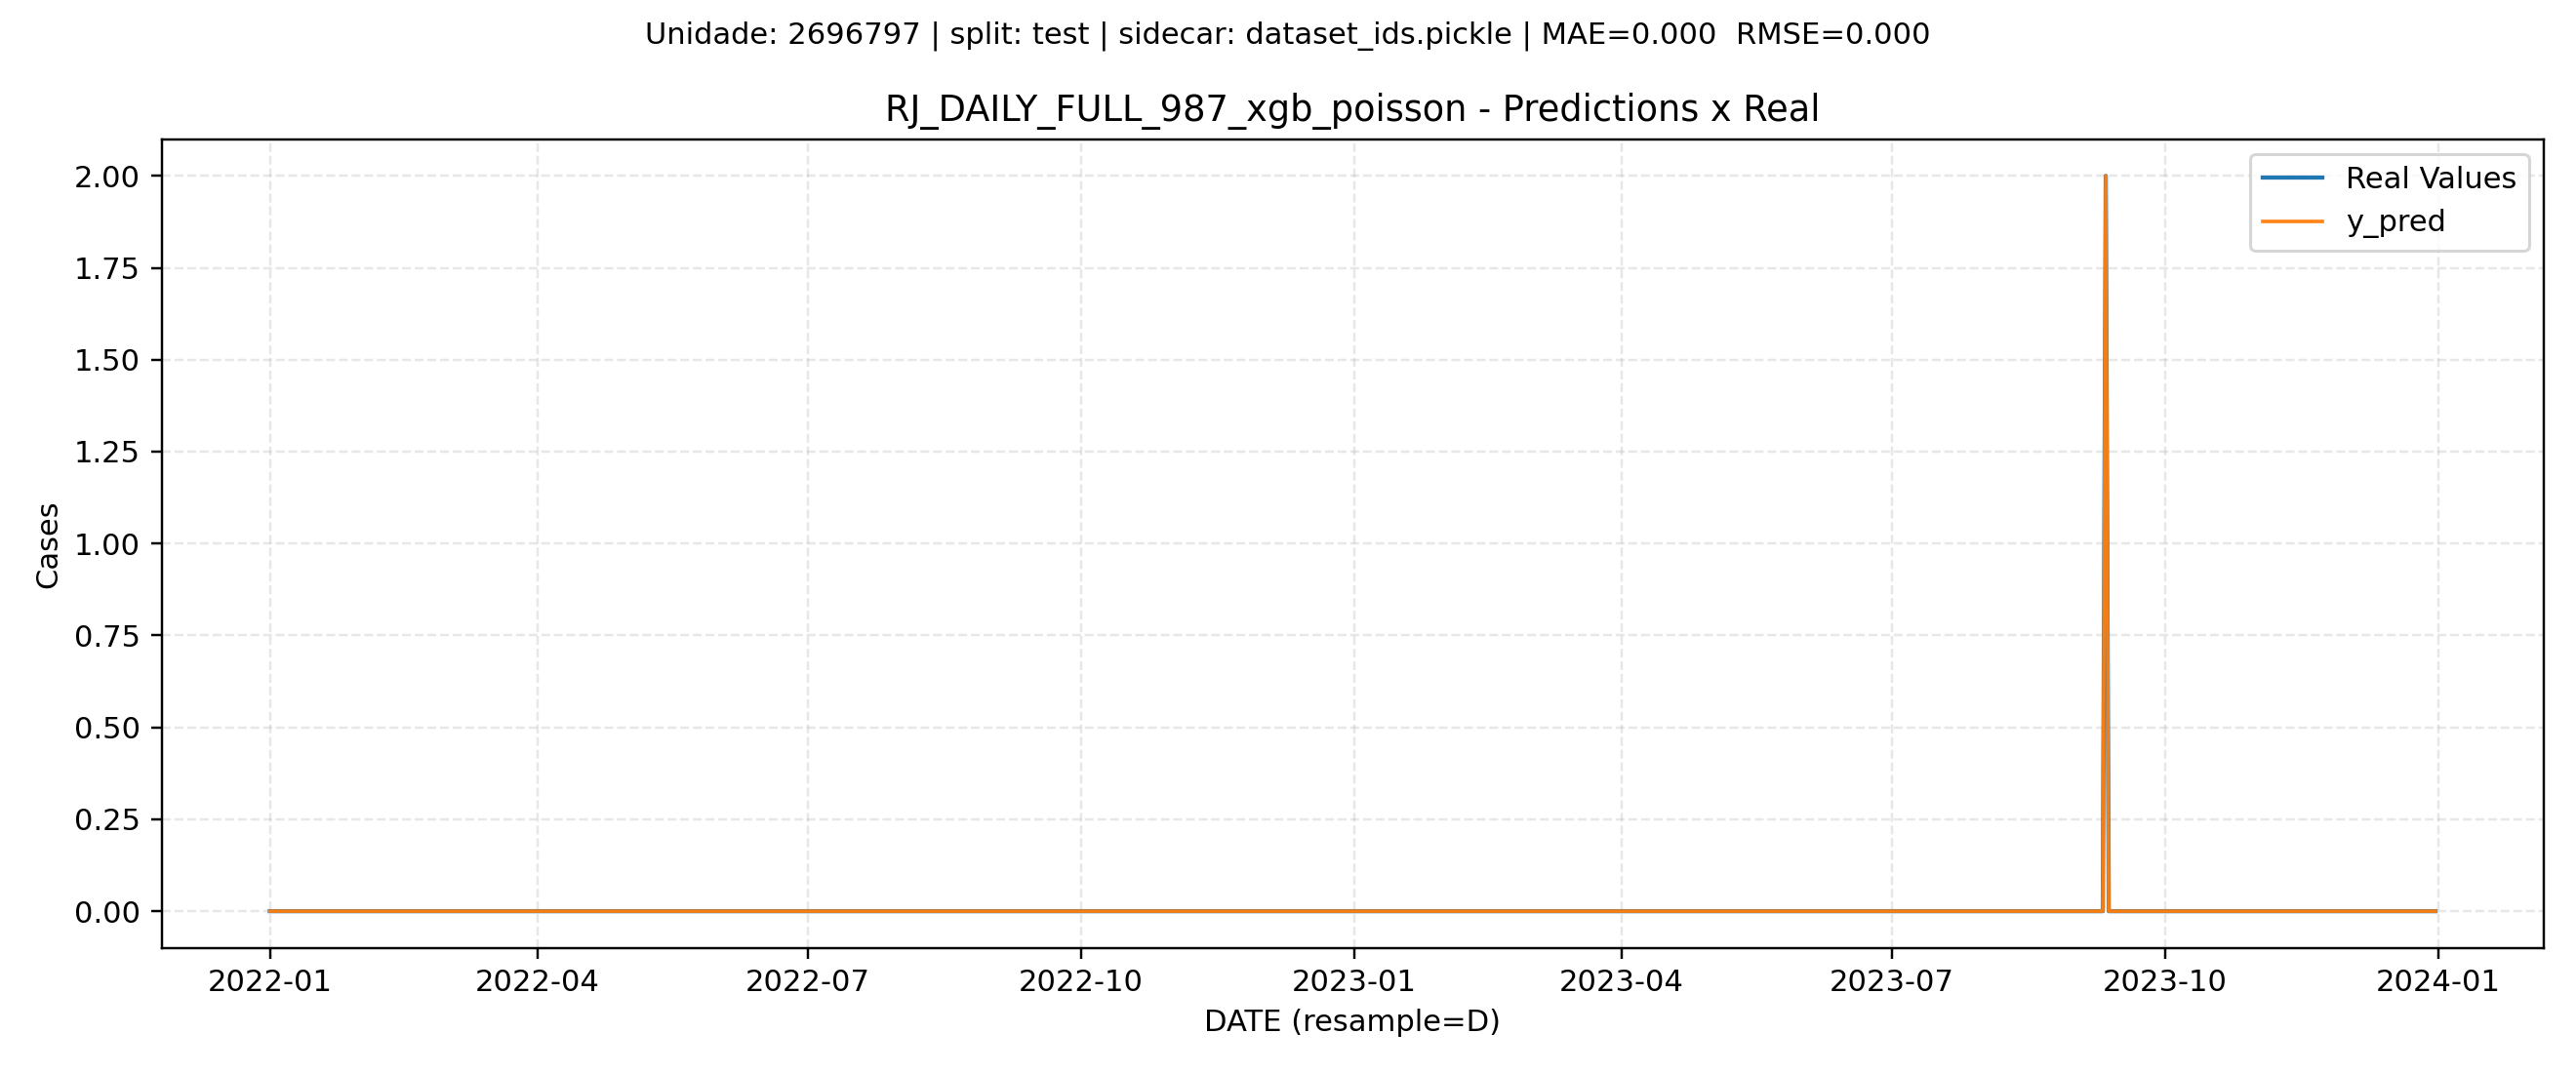 Unidade: 2696797 | split: test | sidecar: dataset_ids.pickle | MAE=0.000  RMSE=0.000
RJ_DAILY_FULL_987_xgb_poisson - Predictions x Real
Real Values
y_pred
Cases
2.00
1.75
1.50
1.25
1.00
0.75
0.50
0.25
0.00
2022-01 2022-04 2022-07 2022-10 2023-01 2023-04 2023-07 2023-10 2024-01
DATE (resample=D)